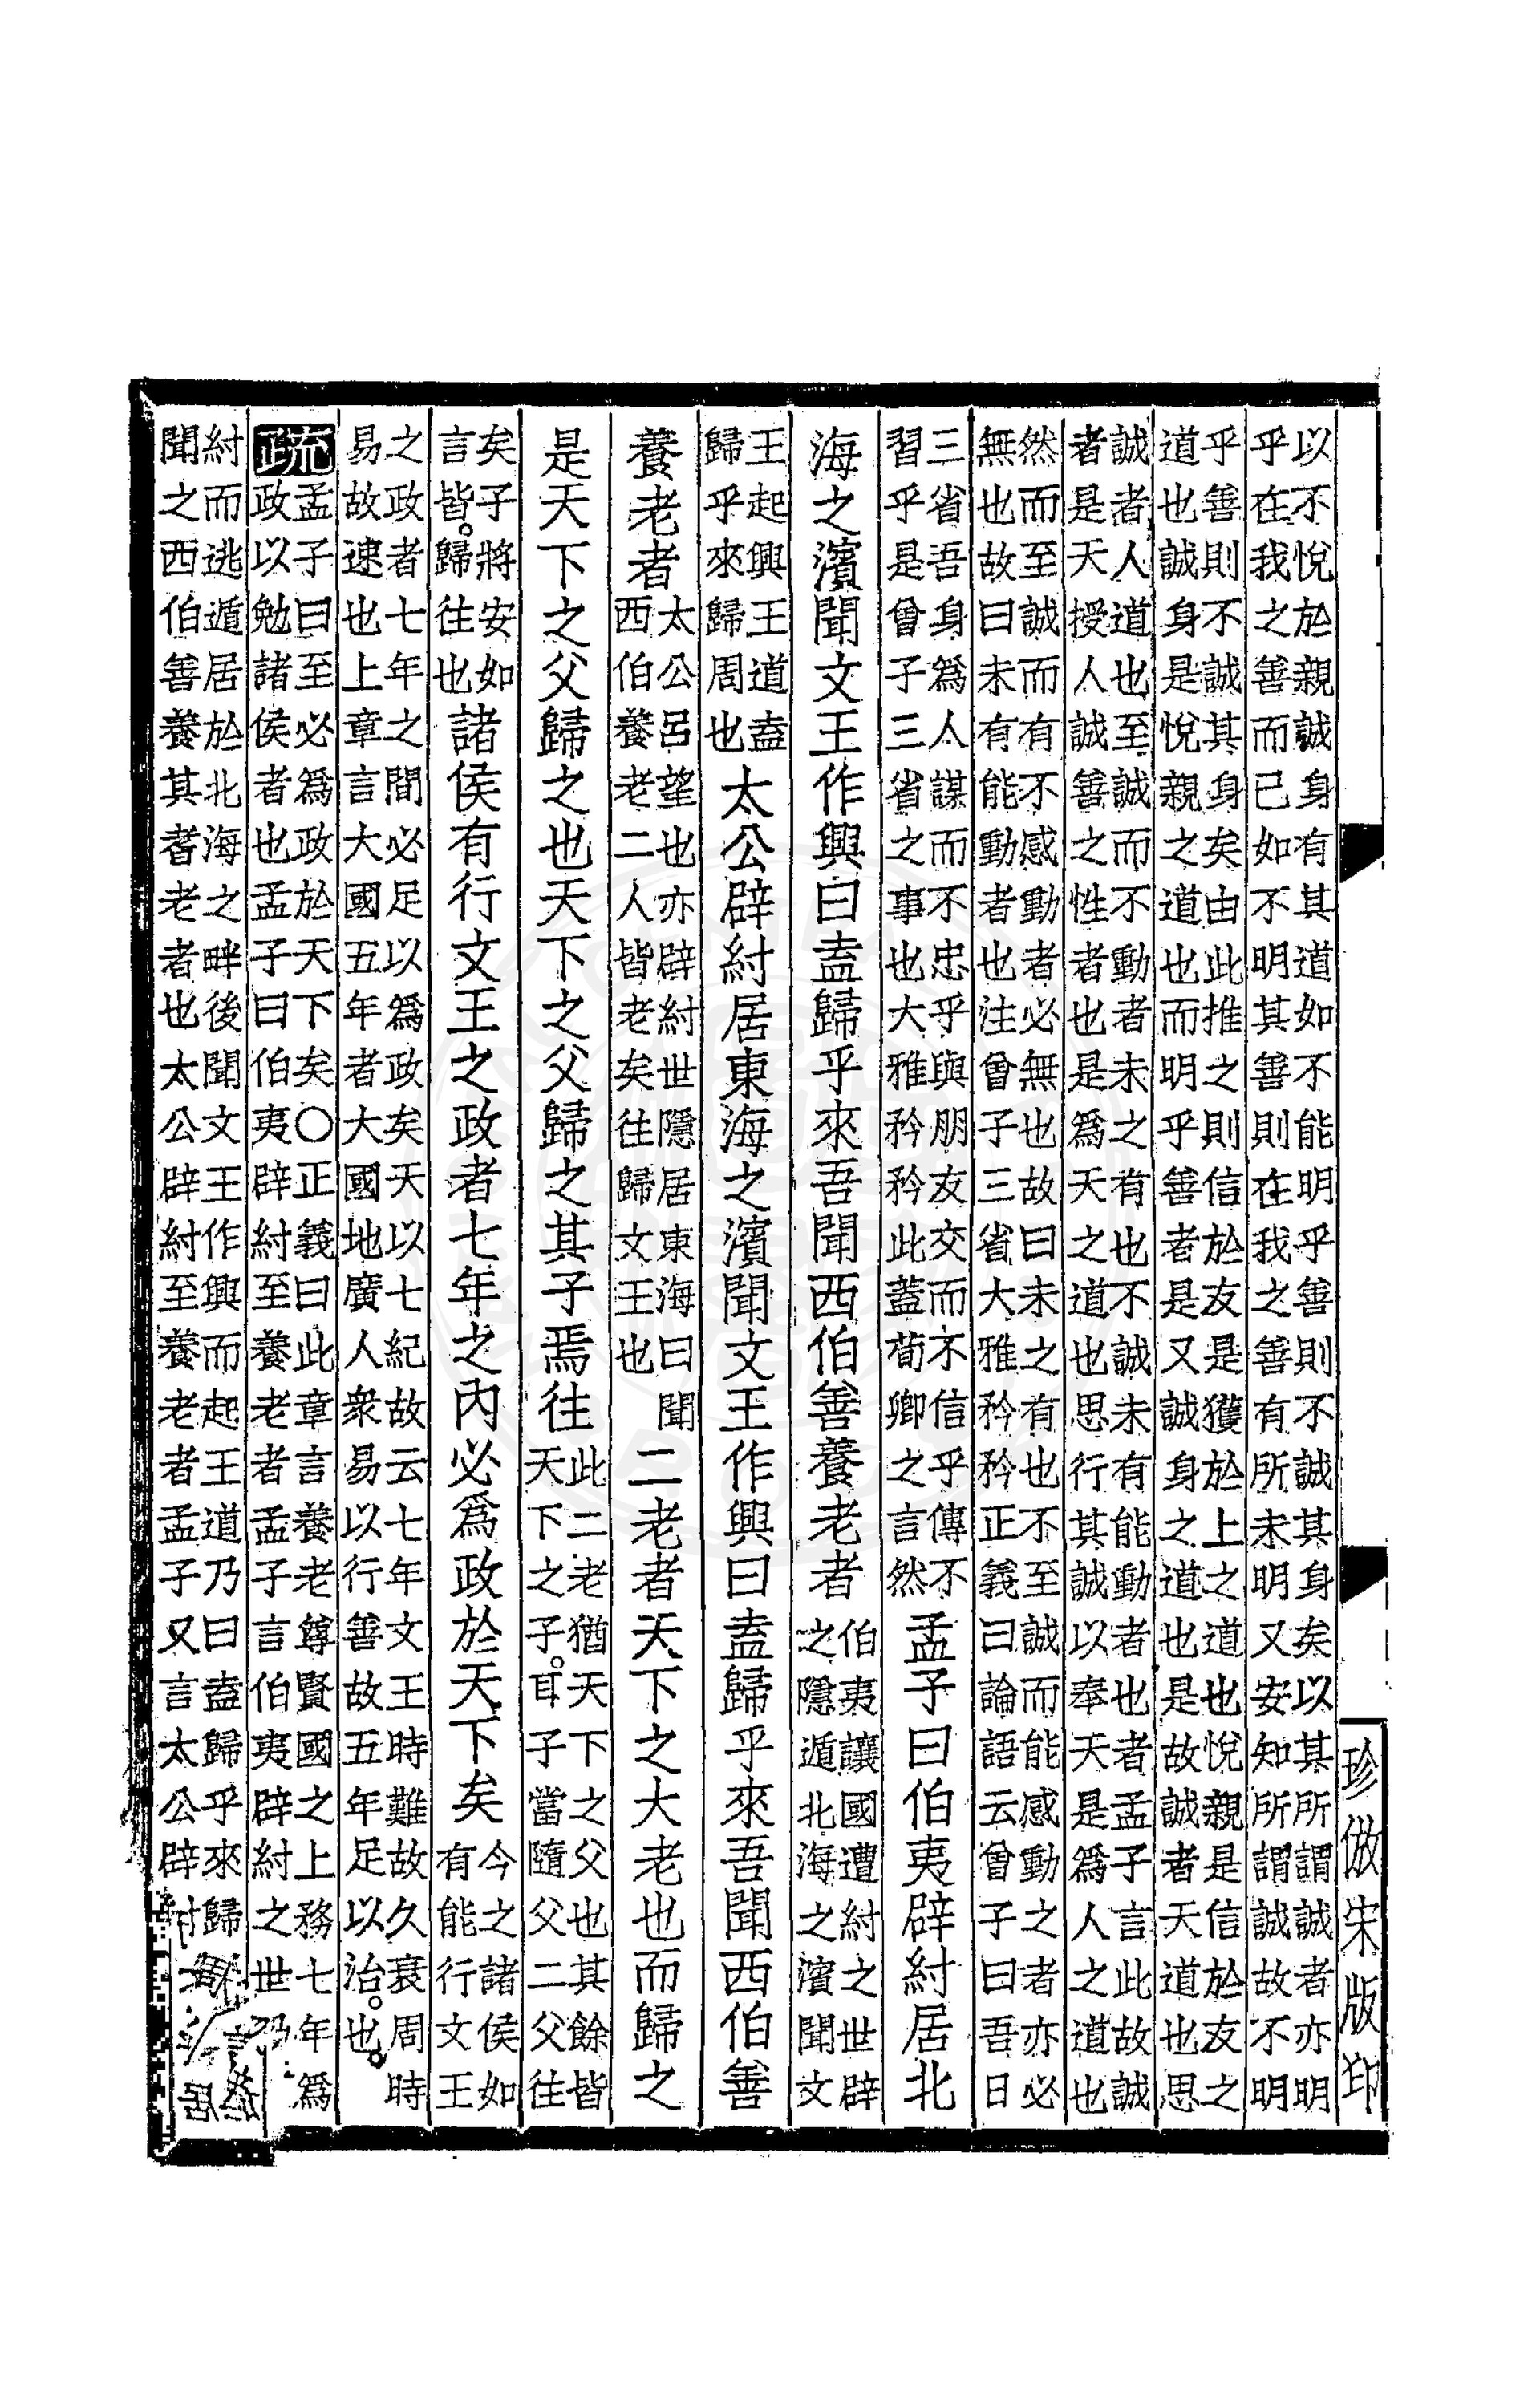 以不悅於親誠身有其道如不能明乎善則不誠其身矣以其所謂誠者亦明
乎在我之善而已如不明其善則在我之善有所未明又安知所謂誠故不明
乎善則不誠其身矣由此推之則信於友是獲於上之道也悅親是信於友之
道也誠身是悅親之道也而明乎善者是又誠身之道也是故誠者天道也思
誠者人道也至誠而不動者未之有也不誠未有能動者也者孟子言此故誠
者是天授人誠善之性者也是爲天之道也思行其誠以奉天是爲人之道也
然而至誠而有不感動者必無也故曰未之有也不至誠而能感動之者亦必
無也故曰未有能動者也注曾子三省大雅矜矜正義曰論語云曾子曰吾日
三省吾身爲人謀而不忠乎與朋友交而不信乎傳不
習乎是曾子三省之事也大雅矜矜此蓋荀卿之言然
孟子曰伯夷辟紂居北
海之濱聞文王作興曰盍歸乎來吾聞西伯善養老者
伯夷讓國遭紂之世辟
之隱遁北海之濱聞文
王起興王道盍
歸乎來歸周也
太公辟紂居東海之濱聞文王作興曰盍歸乎來吾聞西伯善
養老者
太公呂望也亦辟紂世隱居東海曰聞
西伯養老二人皆老矣往歸文王也
二老者天下之大老也而歸之
是天下之父歸之也天下之父歸之其子焉往
此二老猶天下之父也其餘皆
天下之子。耳子當隨父二父往
矣子將安如
言皆。歸往也
諸侯有行文王之政者七年之內必爲政於天下矣
今之諸侯如
有能行文王
之政者七年之間必足以爲政矣天以七紀故云七年文王時難故久衰周時
易故速也上章言大國五年者大國地廣人衆易以行善故五年足以治。也。
疏
孟子曰至必爲政於天下矣○正義曰此章言養老尊賢國之上務七年爲
政以勉諸侯者也孟子曰伯夷辟紂至養老者孟子言伯夷辟紂之世乃
紂而逃遁居於北海之畔後聞文王作興而起王道乃曰盍歸乎來歸
聞之西伯善養其耆老者也太公辟紂至養老者孟子又言太公辟紂居
珍倣宋版印